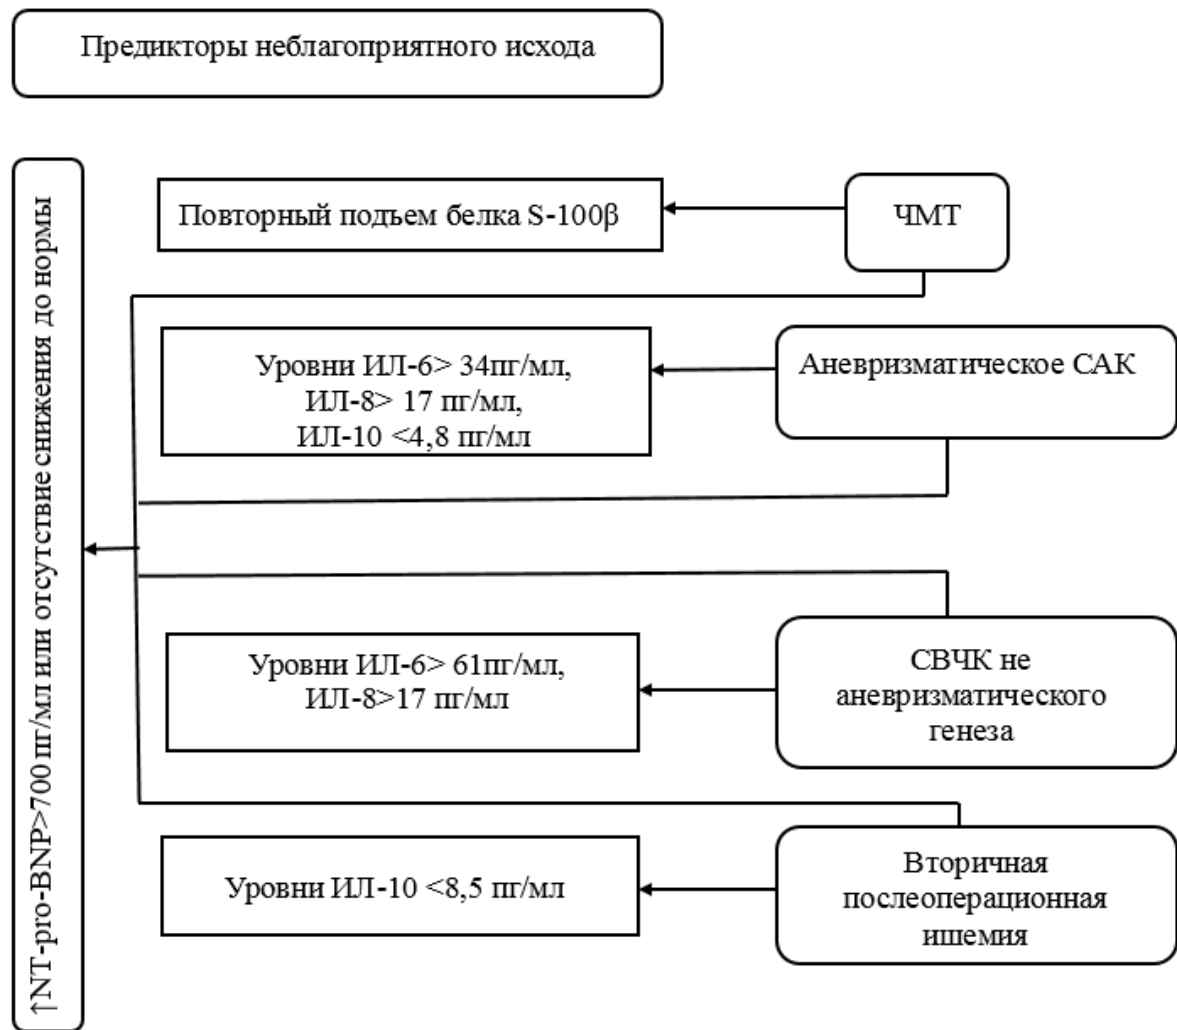 Предикторы неблагоприятного исхода
↑NT-pro-BNP>700 пг/мл или отсутствие снижения до нормы
Повторный подъем белка S-100β
ЧМТ
Уровни ИЛ-6> 34пг/мл,
ИЛ-8> 17 пг/мл,
ИЛ-10 <4,8 пг/мл
Аневризматическое САК
Уровни ИЛ-6> 61пг/мл,
ИЛ-8>17 пг/мл
СВЧК не
аневризматического
генеза
Уровни ИЛ-10 <8,5 пг/мл
Вторичная
послеоперационная
ишемия